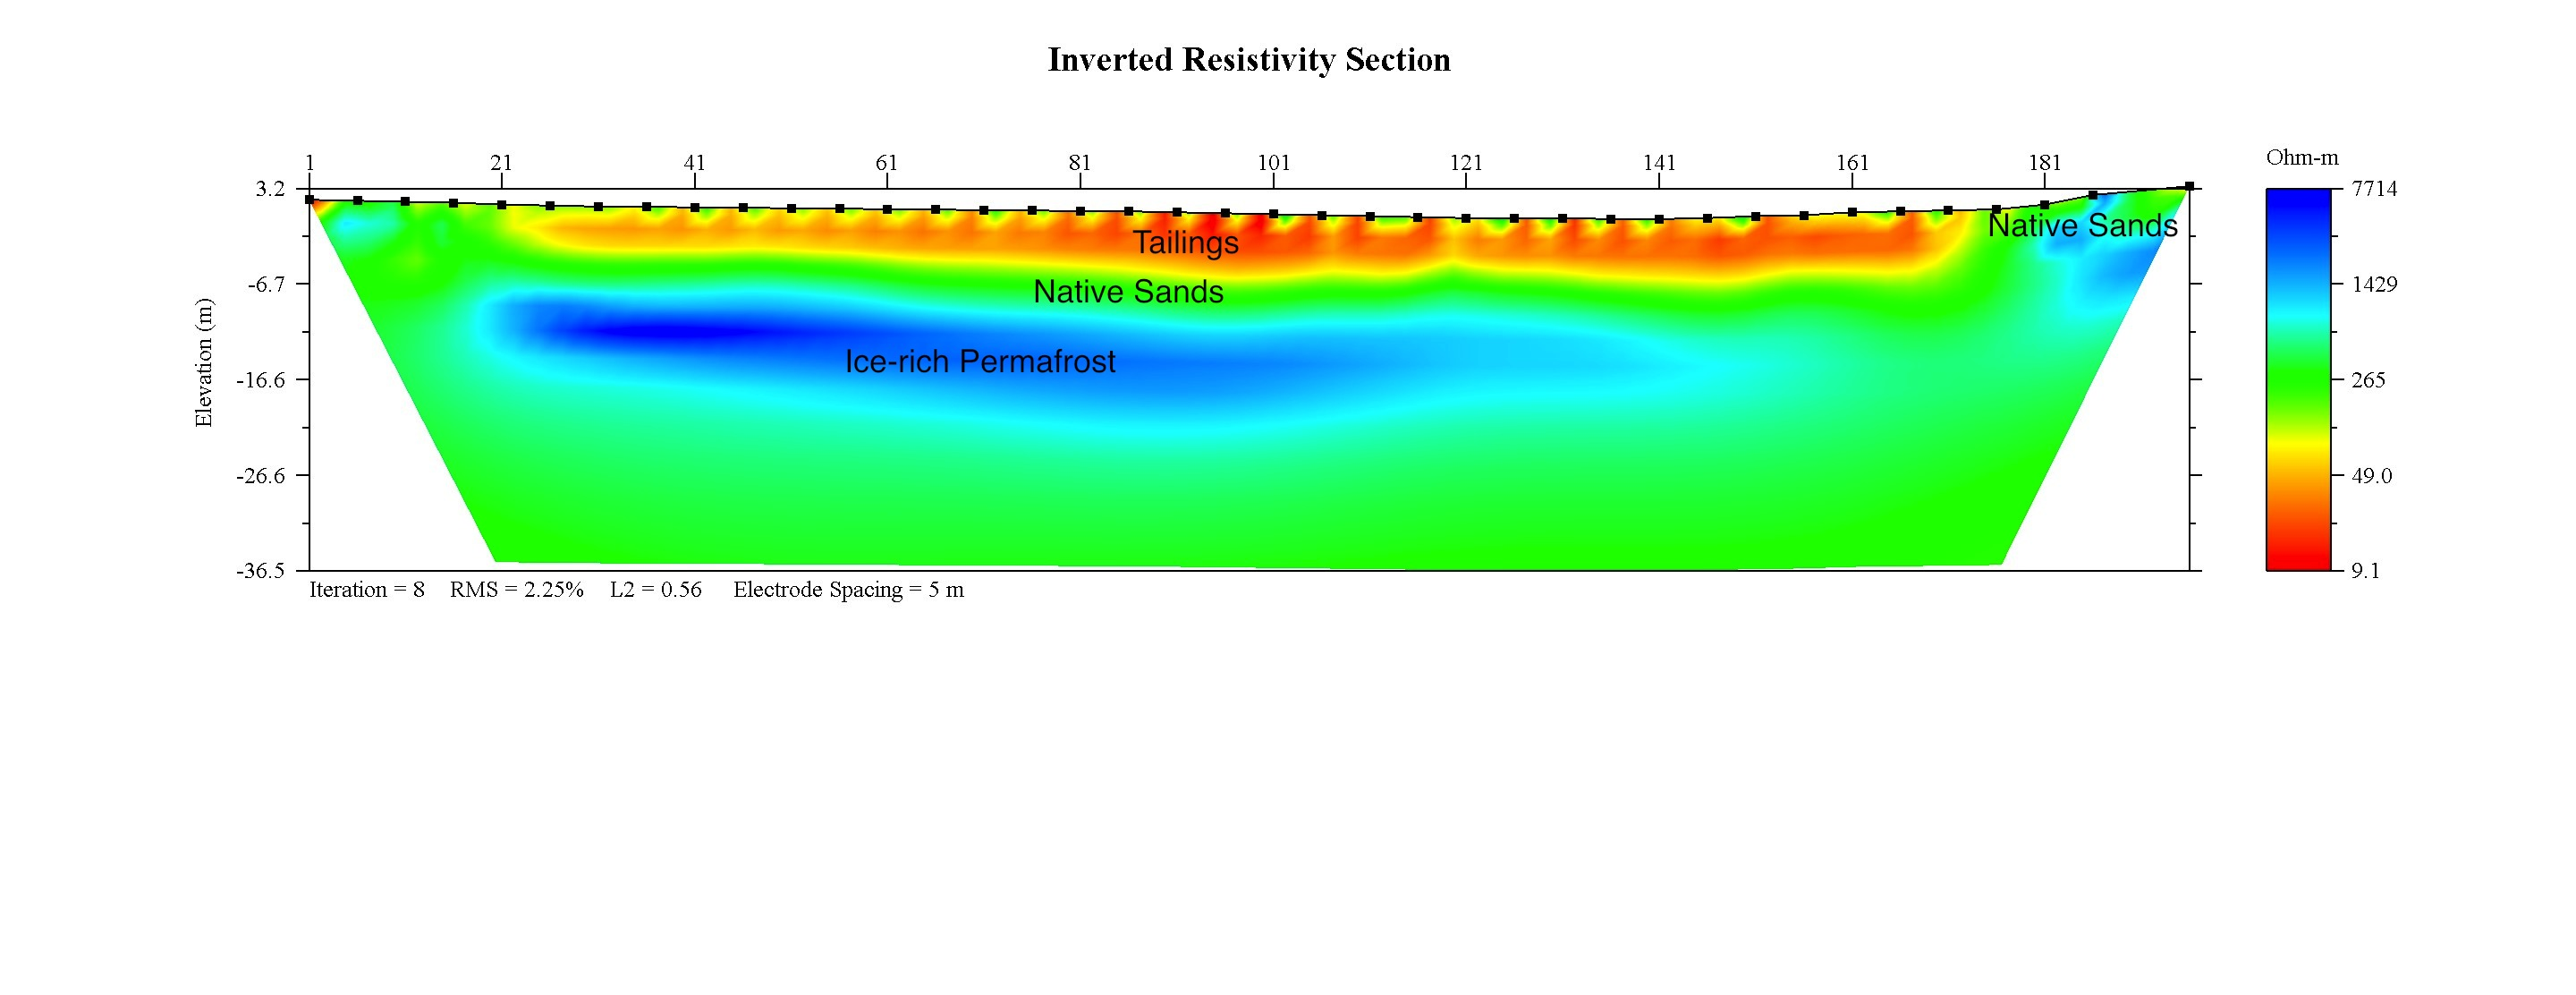 Inverted Resistivity Section
1 21 41 61 81 101 121 141 161 181
Ohm-m
3.2
-6.7
-16.6
-26.6
-36.5
Elevation (m)
Tailings
Native Sands
Native Sands
Ice-rich Permafrost
7714
1429
265
49.0
9.1
Iteration = 8 RMS = 2.25% L2 = 0.56 Electrode Spacing = 5 m